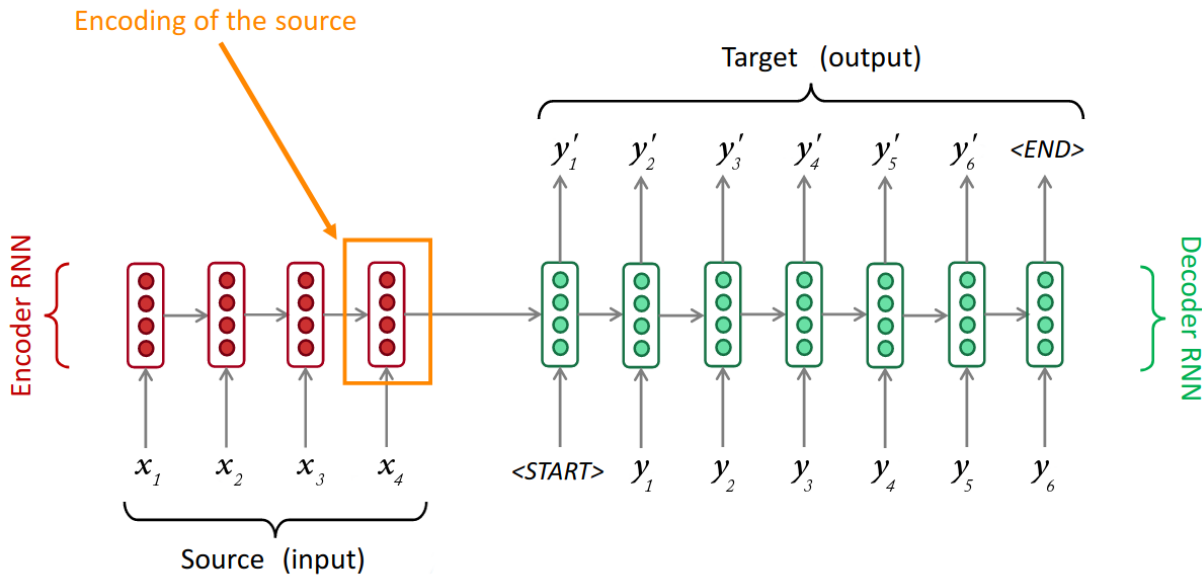 Encoding of the source
Target (output)
y′₁ y′₂ y′₃ y′₄ y′₅ y′₆ <END>
Encoder RNN
Decoder RNN
x₁ x₂ x₃ x₄ <START> y₁ y₂ y₃ y₄ y₅ y₆
Source (input)